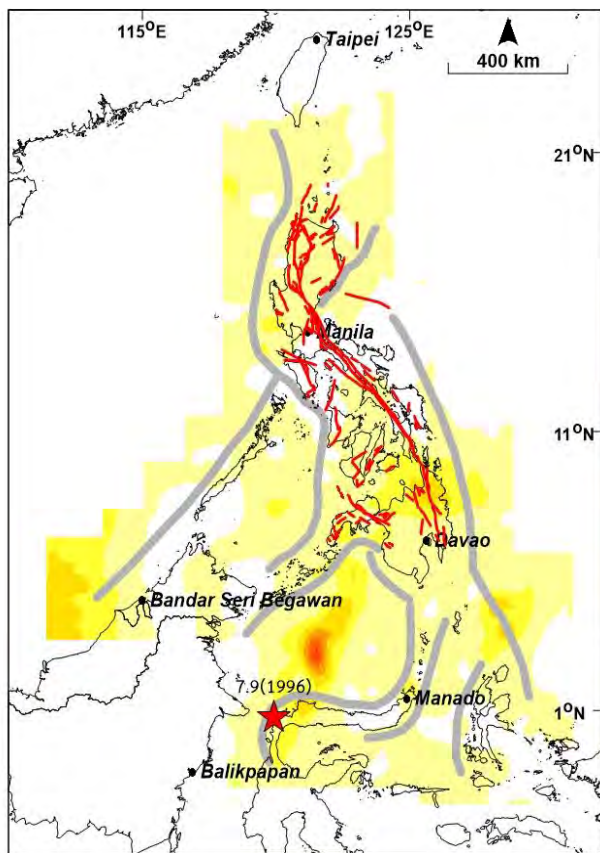 115°E
125°E
400 km
Taipei
21°N
Manila
11°N
Davao
Bandar Seri Begawan
7.9(1996)
Manado
1°N
Balikpapan